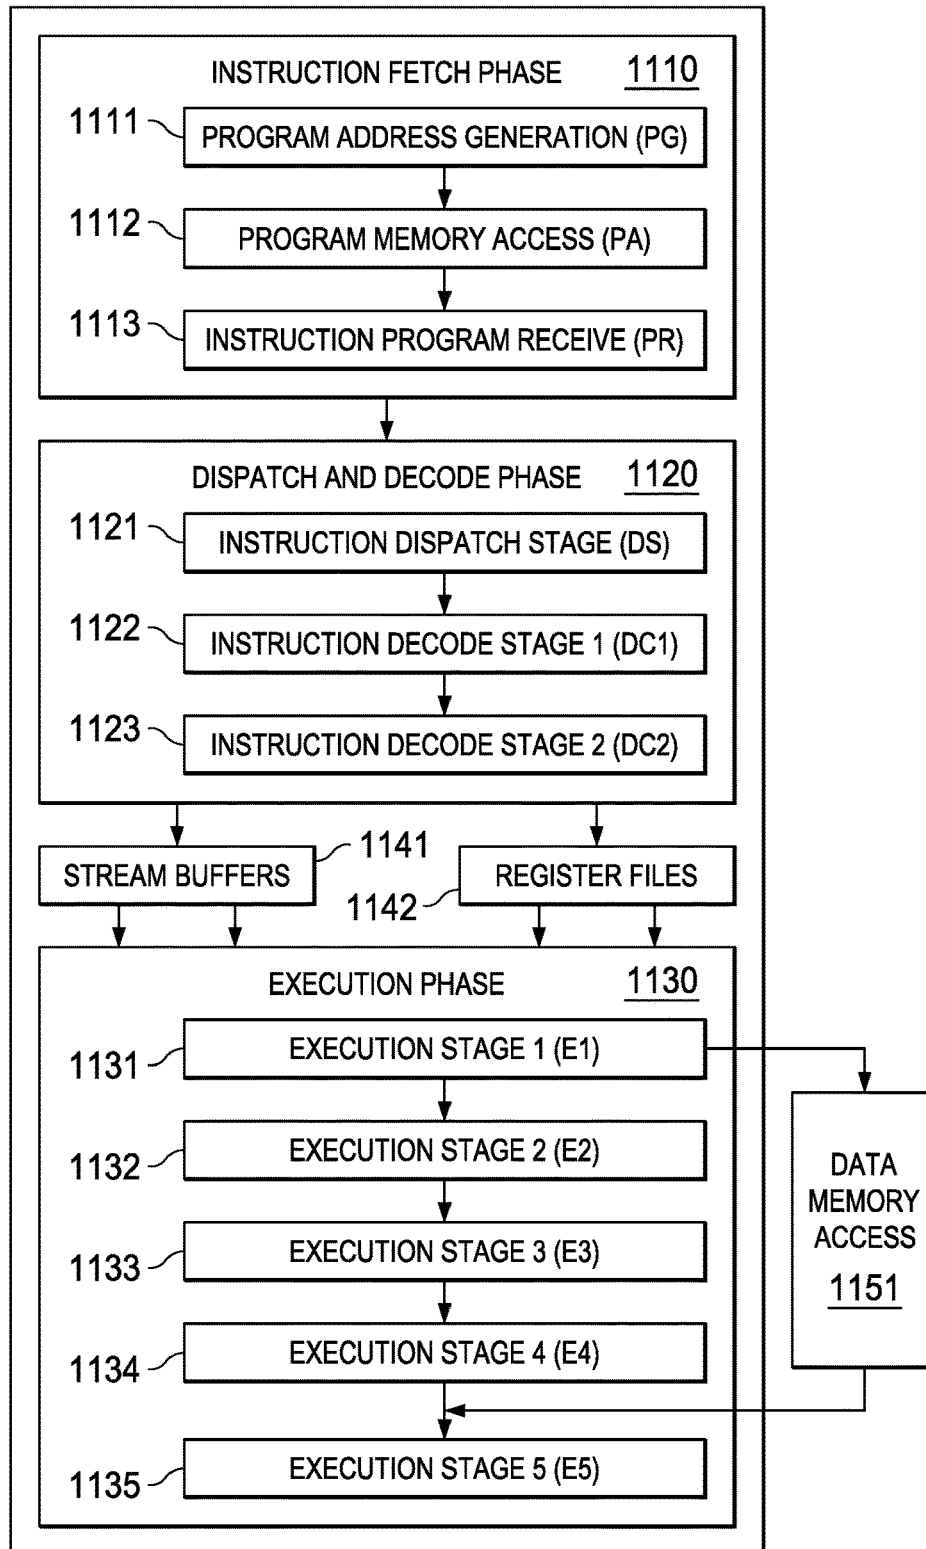 INSTRUCTION FETCH PHASE 1110
1111 PROGRAM ADDRESS GENERATION (PG)
1112 PROGRAM MEMORY ACCESS (PA)
1113 INSTRUCTION PROGRAM RECEIVE (PR)
DISPATCH AND DECODE PHASE 1120
1121 INSTRUCTION DISPATCH STAGE (DS)
1122 INSTRUCTION DECODE STAGE 1 (DC1)
1123 INSTRUCTION DECODE STAGE 2 (DC2)
STREAM BUFFERS 1141
1142 REGISTER FILES
EXECUTION PHASE 1130
1131 EXECUTION STAGE 1 (E1)
1132 EXECUTION STAGE 2 (E2)
1133 EXECUTION STAGE 3 (E3)
1134 EXECUTION STAGE 4 (E4)
1135 EXECUTION STAGE 5 (E5)
DATA
MEMORY
ACCESS
1151